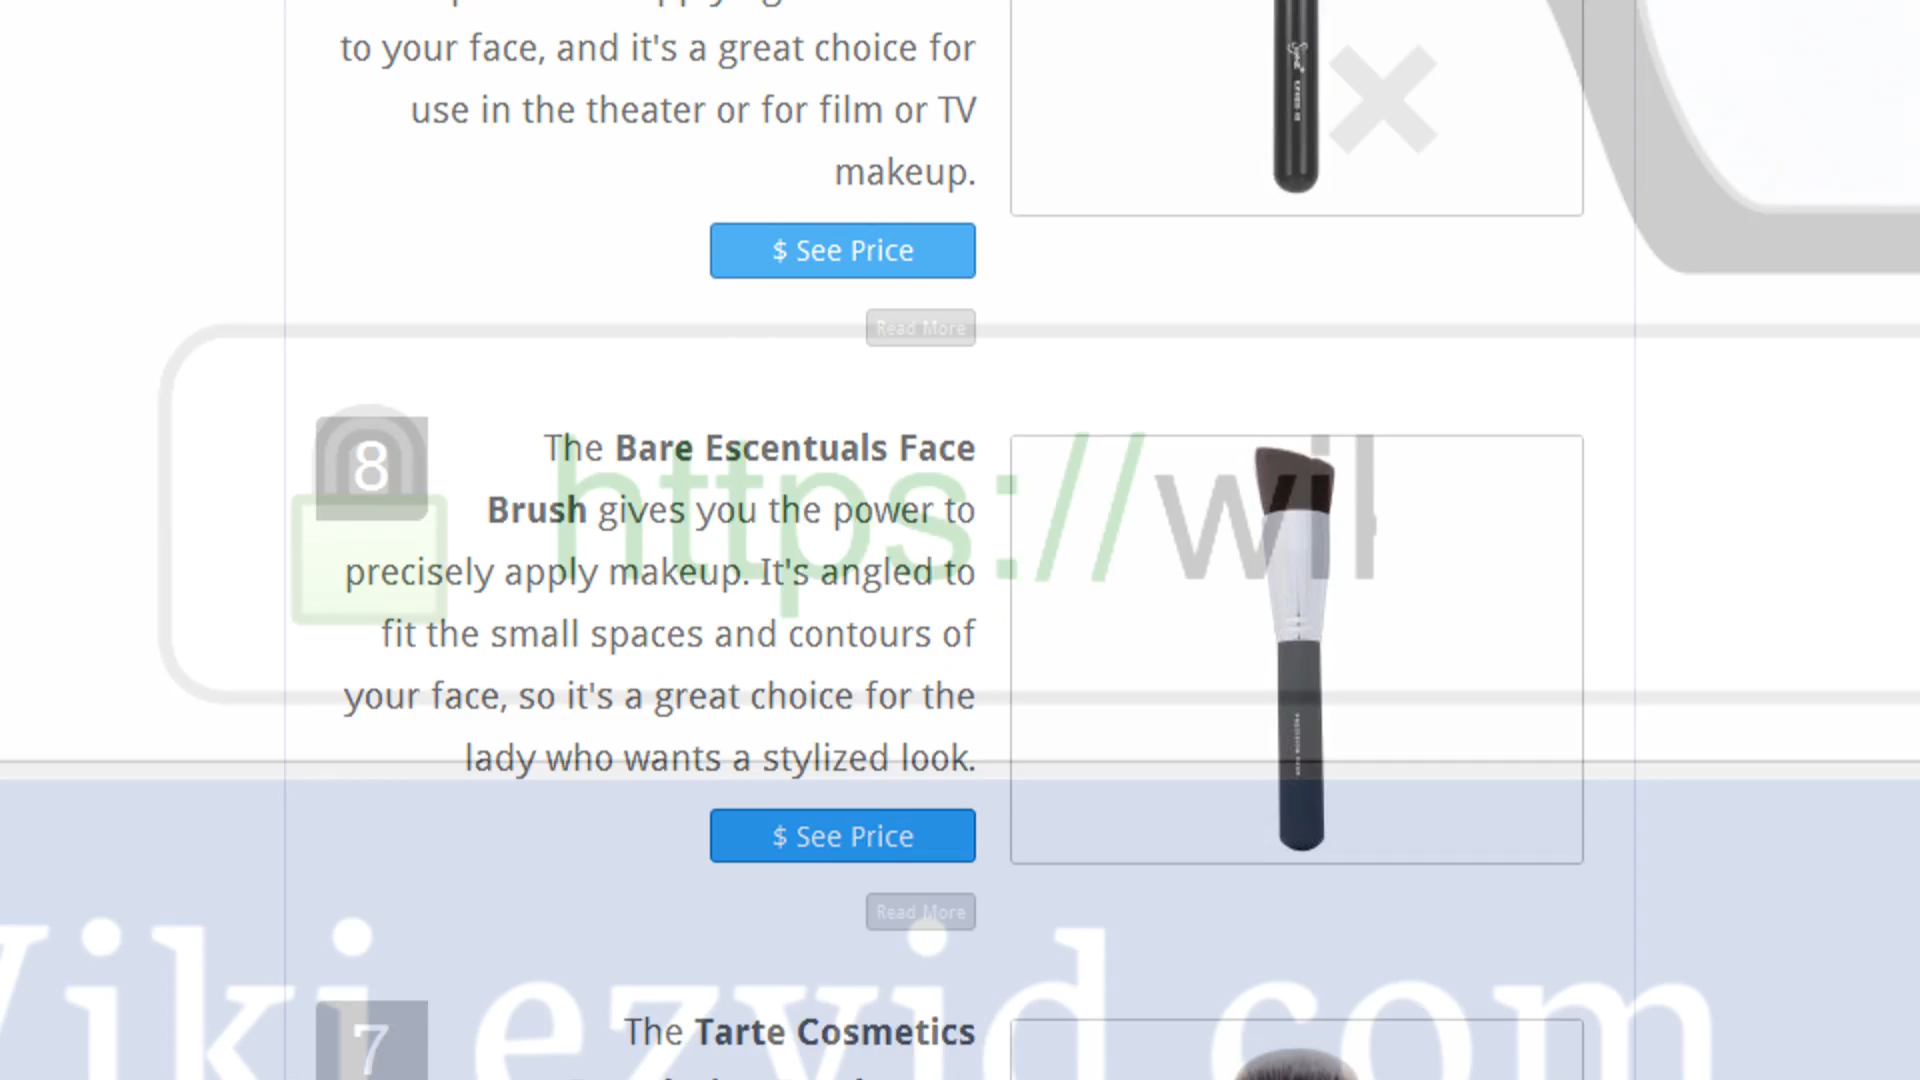 to your face, and it's a great choice for
use in the theater or for film or TV
makeup.
$ See Price
Read More
8
The Bare Escentuals Face
Brush gives you the power to
precisely apply makeup. It's angled to
fit the small spaces and contours of
your face, so it's a great choice for the
lady who wants a stylized look.
https://wil
$ See Price
Read More
Wiki.ezvid.com
7
The Tarte Cosmetics